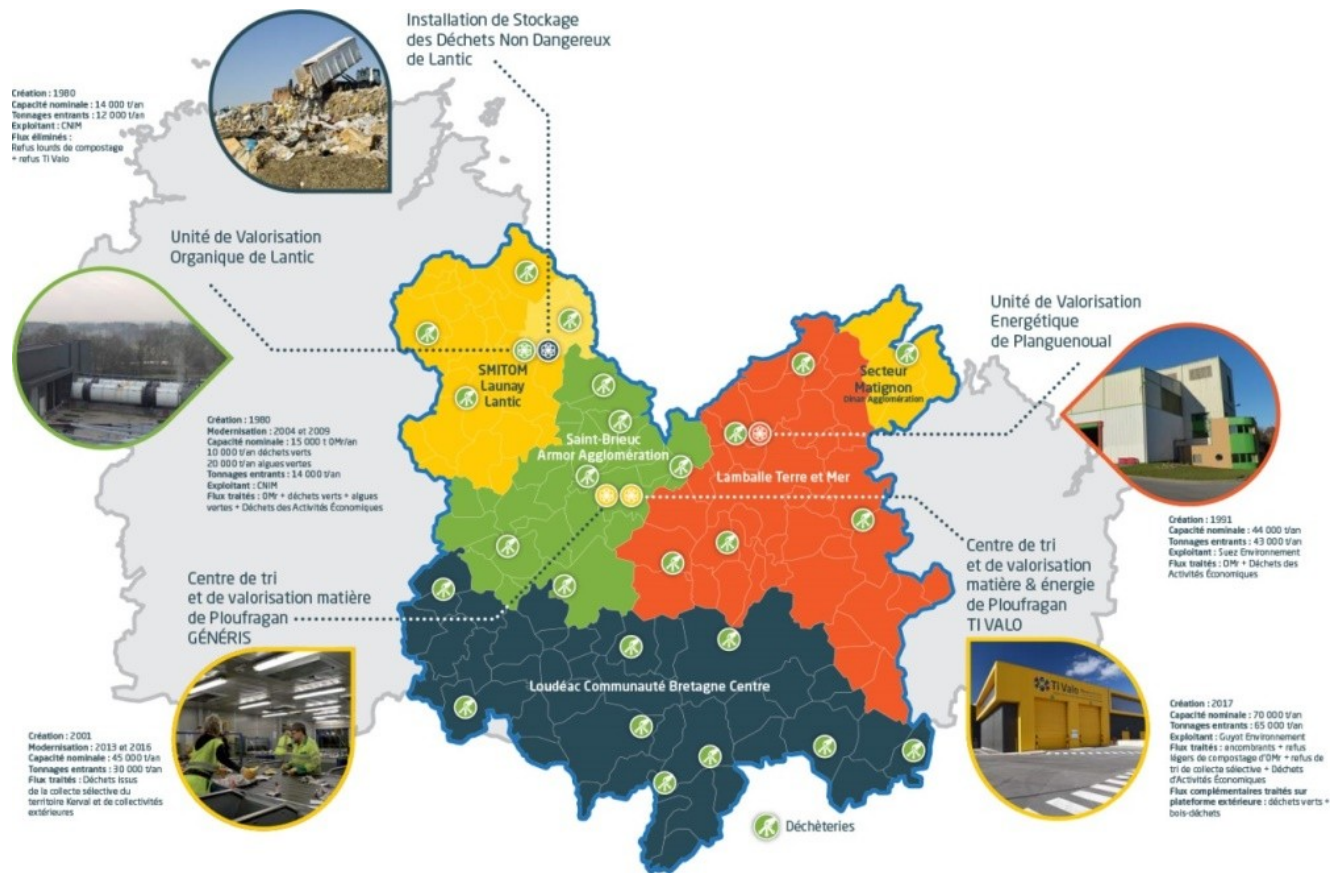 Installation de Stockage
des Déchets Non Dangereux
de Lantic
Création : 1980
Capacité nominale : 14 000 t/an
Tonnages entrants : 12 000 t/an
Exploitant : CNIM
Flux éliminés :
Refus lourds de compostage
+ refus TI Valo
Unité de Valorisation
Organique de Lantic
Création : 1980
Modernisation : 2004 et 2009
Capacité nominale : 15 000 t OMr/an
10 000 t/an déchets verts
20 000 t/an algues vertes
Tonnages entrants : 14 000 t/an
Exploitant : CNIM
Flux traités : OMr + déchets verts + algues
vertes + Déchets des Activités Économiques
SMITOM
Launay
Lantic
Saint-Brieuc
Armor Agglomération
Lamballe Terre et Mer
Secteur
Matignon
Dinan Agglomération
Loudéac Communauté Bretagne Centre
Unité de Valorisation
Energétique
de Planguenoual
Création : 1991
Capacité nominale : 44 000 t/an
Tonnages entrants : 43 000 t/an
Exploitant : Suez Environnement
Flux traités : OMr + Déchets des
Activités Économiques
Centre de tri
et de valorisation matière
de Ploufragan
GÉNÉRIS
Création : 2001
Modernisation : 2013 et 2016
Capacité nominale : 45 000 t/an
Tonnages entrants : 30 000 t/an
Flux traités : Déchets issus
de la collecte sélective du
territoire Kerval et de collectivités
extérieures
Centre de tri
et de valorisation
matière & énergie
de Ploufragan
TI VALO
TI Valo
Création : 2017
Capacité nominale : 70 000 t/an
Tonnages entrants : 65 000 t/an
Exploitant : Guyot Environnement
Flux traités : encombrants + refus
légers de compostage d'OMr + refus de
tri de collecte sélective + Déchets
d'Activités Économiques
Flux complémentaires traités sur
plateforme extérieure : déchets verts +
bois-déchets
Déchèteries